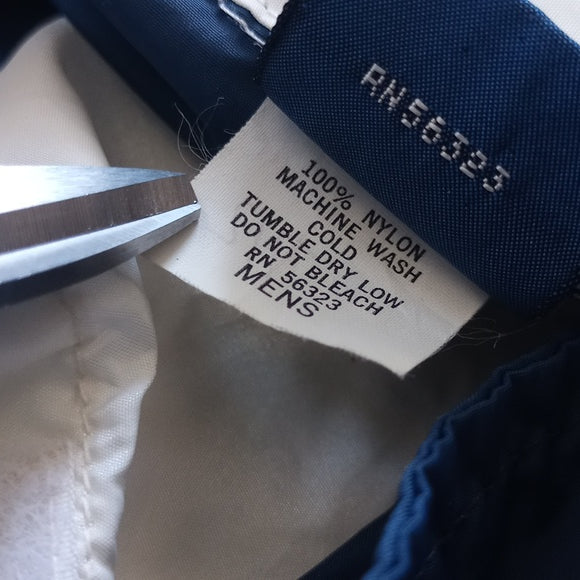 RN56323
100% NYLON
MACHINE WASH
COLD
TUMBLE DRY LOW
DO NOT BLEACH
RN 56323
MENS